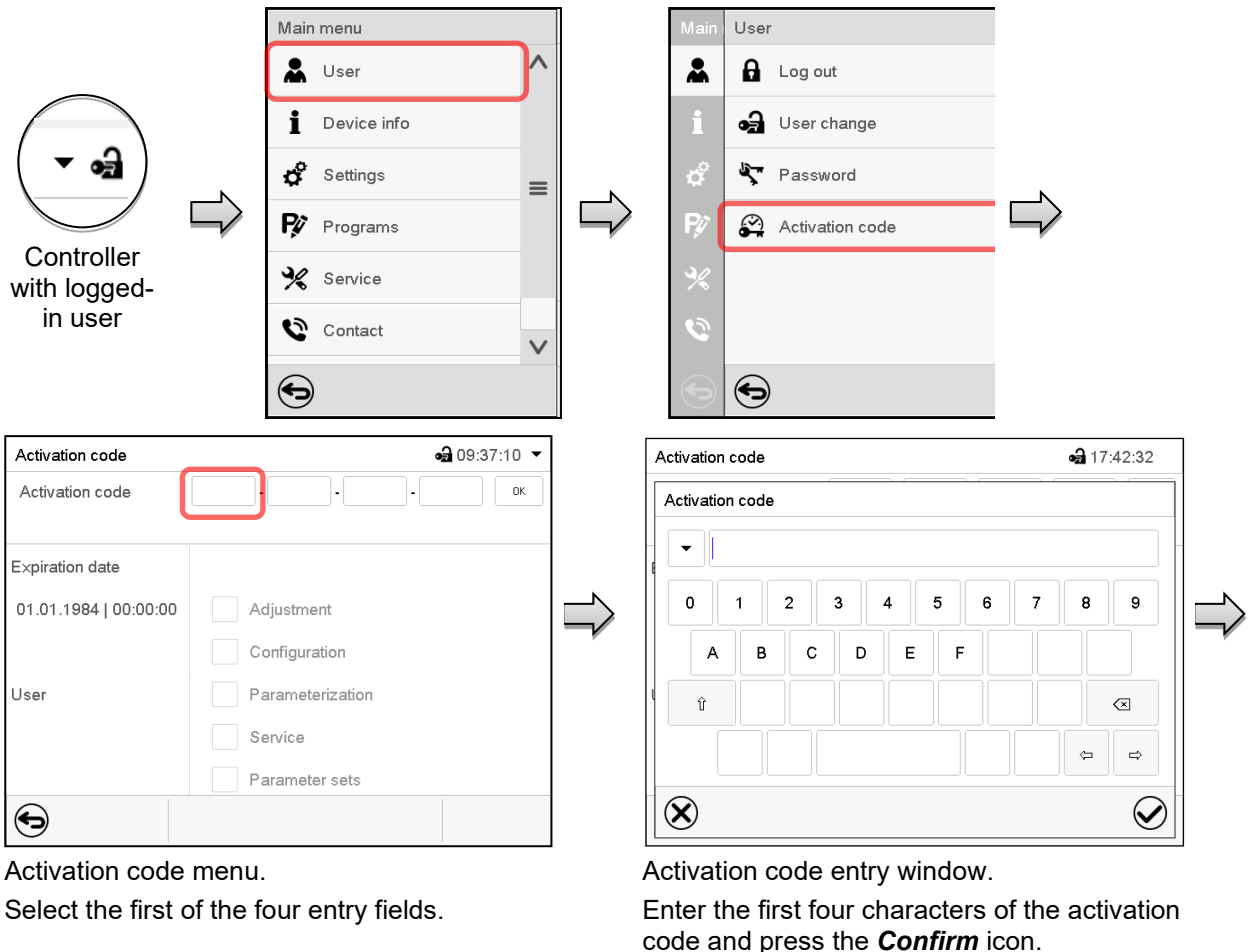 Controller
with logged-
in user
Main menu
User
Device info
Settings
Programs
Service
Contact
Main
User
Log out
User change
Password
Activation code
Activation code
09:37:10
Activation code
- - -
OK
Expiration date
01.01.1984 | 00:00:00
Adjustment
Configuration
User
Parameterization
Service
Parameter sets
Activation code menu.
Select the first of the four entry fields.
Activation code
17:42:32
Activation code
0 1 2 3 4 5 6 7 8 9
A B C D E F
Activation code entry window.
Enter the first four characters of the activation
code and press the Confirm icon.